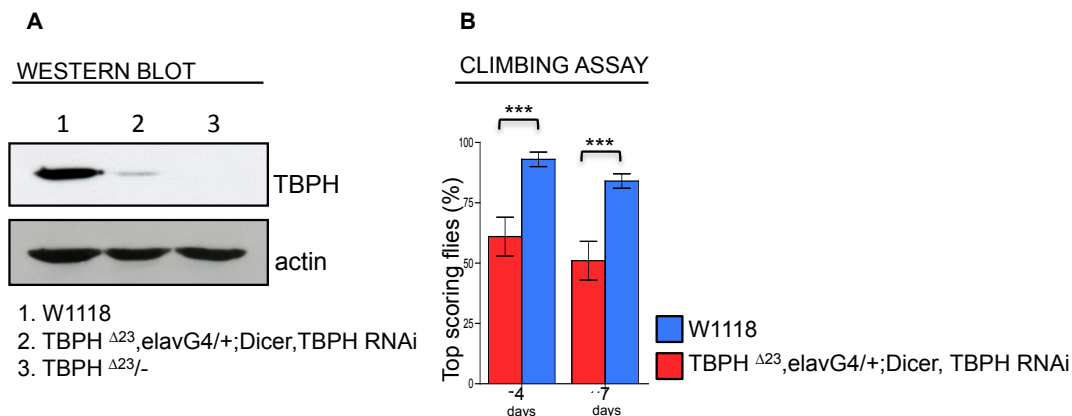 A
WESTERN BLOT
1 2 3
TBPH
actin
1. W1118
2. TBPH Δ23,elavG4/+;Dicer,TBPH RNAi
3. TBPH Δ23/-
B
CLIMBING ASSAY
***
***
Top scoring flies (%)
100
75
50
25
0
4
days
7
days
W1118
TBPH Δ23,elavG4/+;Dicer, TBPH RNAi